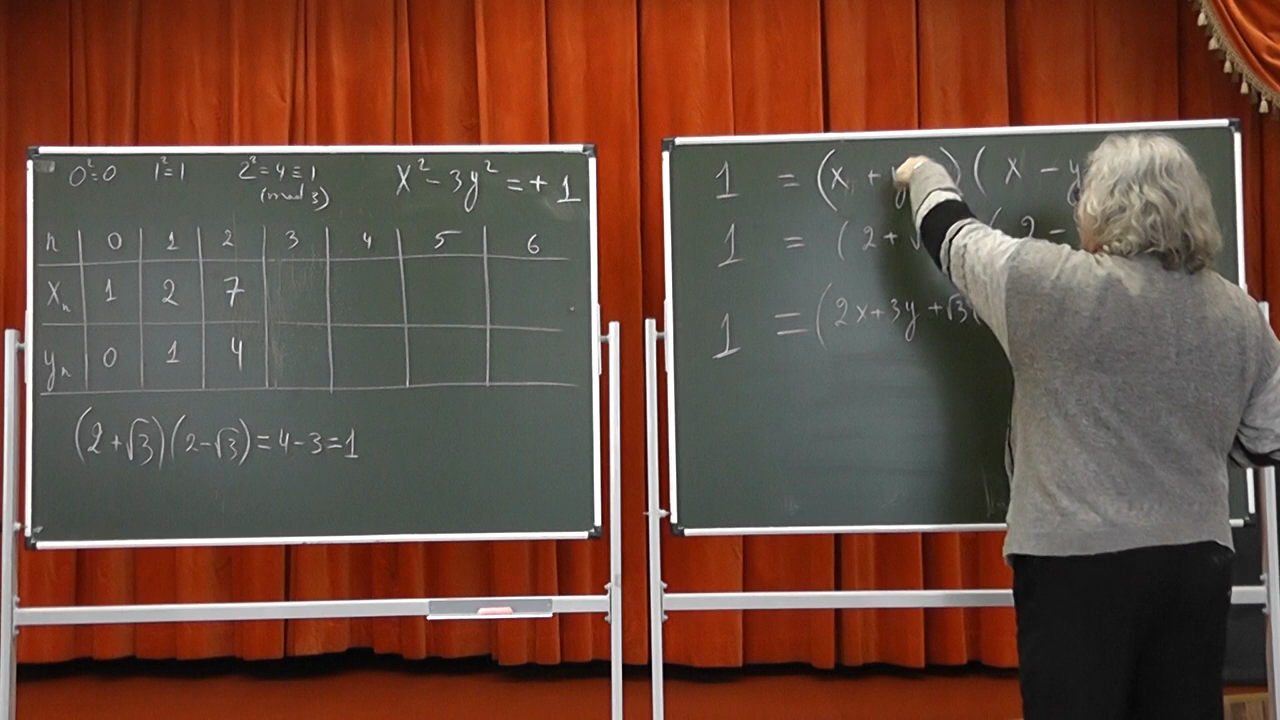 0²=0 1²=1 2²=4≡1 x²-3y²=+1
(mod 3)
n 0 1 2 3 4 5 6
xₙ 1 2 7
yₙ 0 1 4
(2+√3)(2-√3)=4-3=1
1 = (x + y )( x - y
1 = (2+√ (2-
1 = (2x+3y+√3(